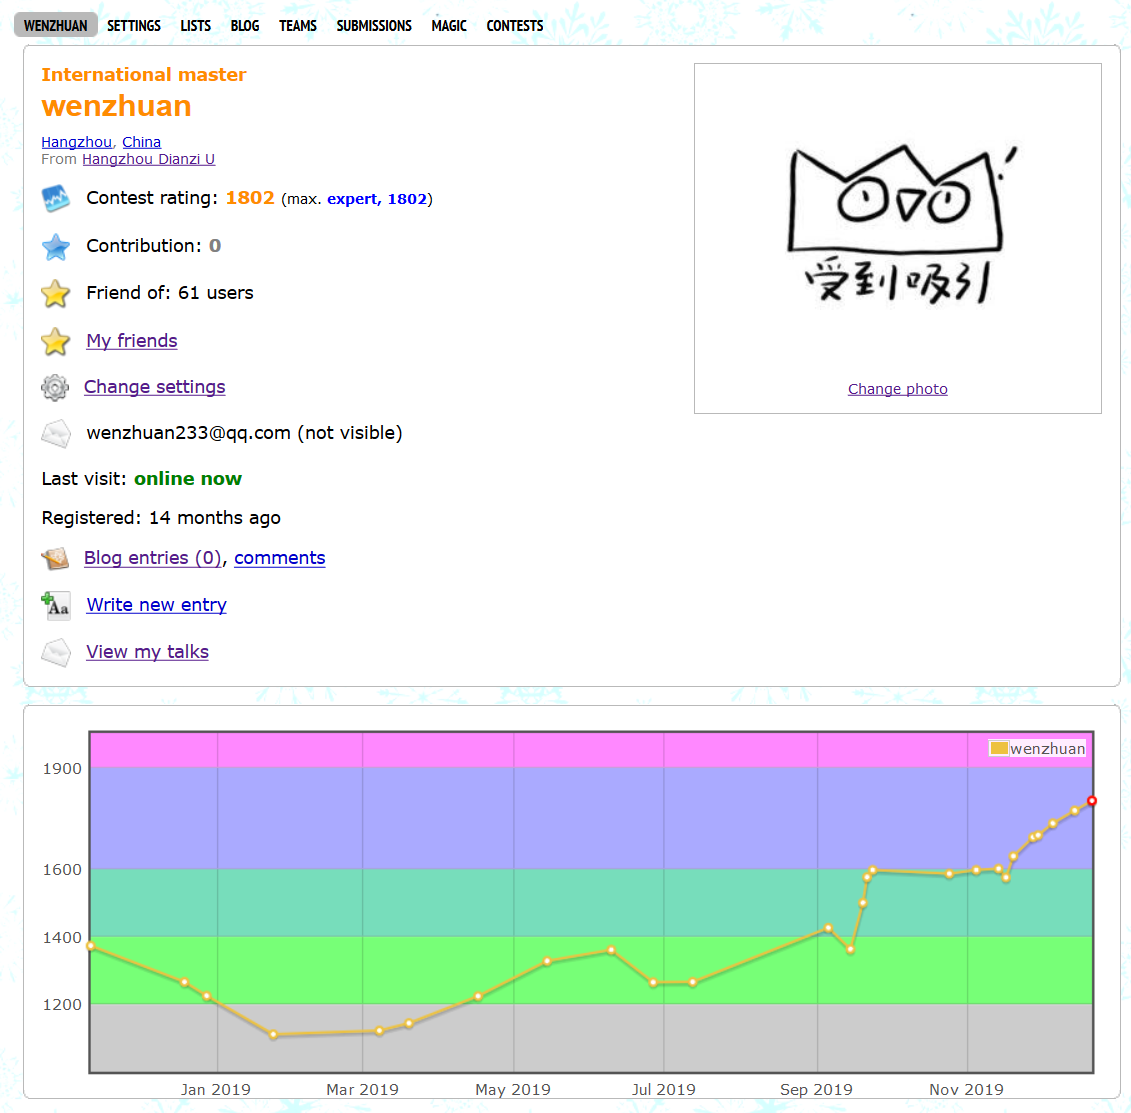 WENZHUAN SETTINGS LISTS BLOG TEAMS SUBMISSIONS MAGIC CONTESTS
International master
wenzhuan
Hangzhou, China
From Hangzhou Dianzi U
Contest rating: 1802 (max. expert, 1802)
Contribution: 0
Friend of: 61 users
My friends
Change settings
wenzhuan233@qq.com (not visible)
Last visit: online now
Registered: 14 months ago
Blog entries (0), comments
Aa Write new entry
View my talks
受到吸引
Change photo
wenzhuan
1900
1600
1400
1200
Jan 2019 Mar 2019 May 2019 Jul 2019 Sep 2019 Nov 2019